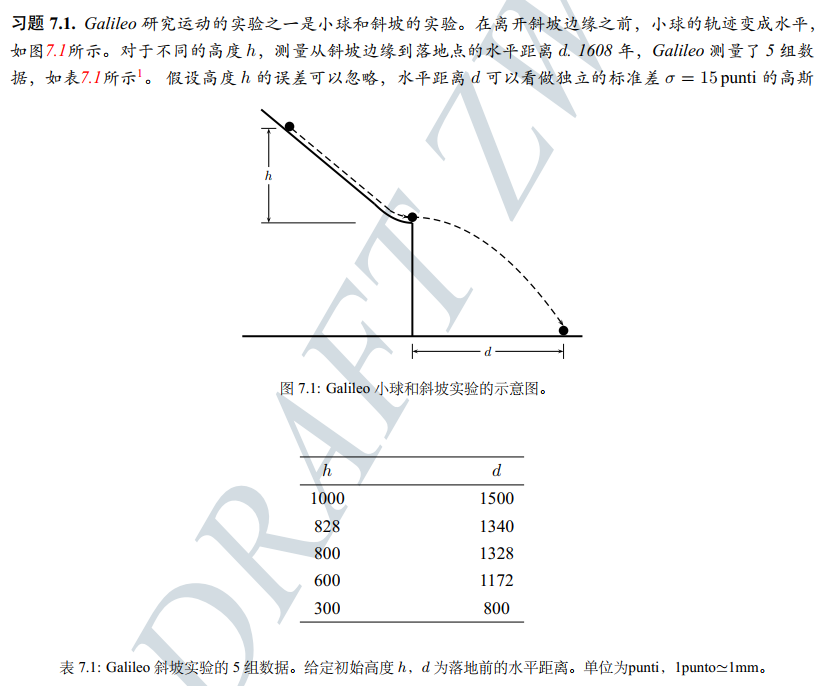 习题 7.1. Galileo 研究运动的实验之一是小球和斜坡的实验。在离开斜坡边缘之前，小球的轨迹变成水平，
如图7.1所示。对于不同的高度 h，测量从斜坡边缘到落地点的水平距离 d. 1608 年，Galileo 测量了 5 组数
据，如表7.1所示¹。 假设高度 h 的误差可以忽略，水平距离 d 可以看做独立的标准差 σ = 15 punti 的高斯
h
d
图 7.1: Galileo 小球和斜坡实验的示意图。
h d
1000 1500
828 1340
800 1328
600 1172
300 800
表 7.1: Galileo 斜坡实验的 5 组数据。给定初始高度 h，d 为落地前的水平距离。单位为punti，1punto≃1mm。
DRAFT ZW